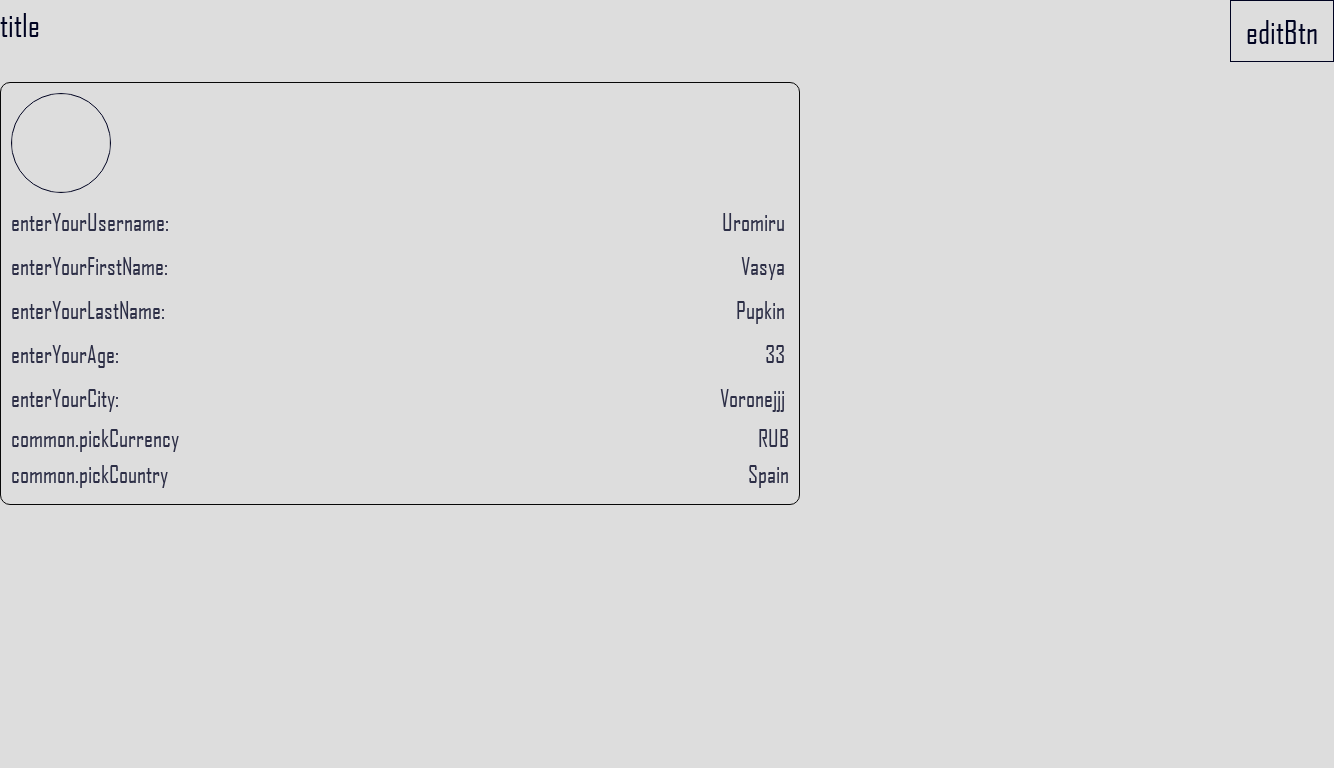 title
editBtn
enterYourUsername: Uromiru
enterYourFirstName: Vasya
enterYourLastName: Pupkin
enterYourAge: 33
enterYourCity: Voronejjj
common.pickCurrency RUB
common.pickCountry Spain